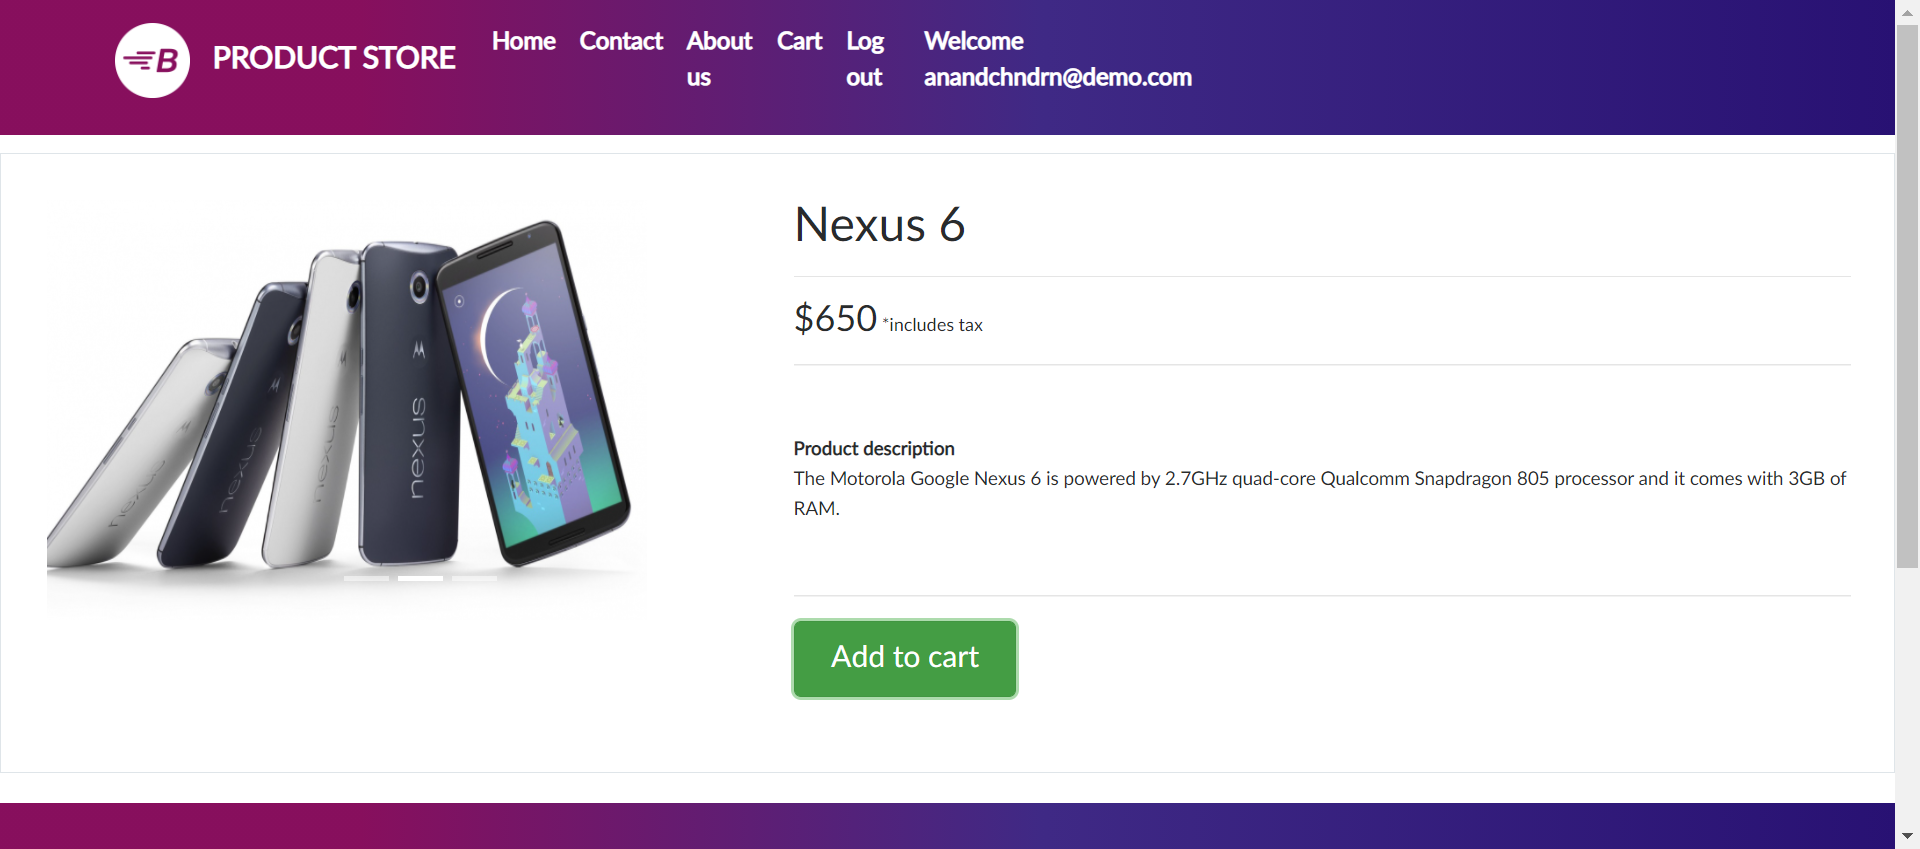 B
PRODUCT STORE
Home
Contact
About
us
Cart
Log
out
Welcome
anandchndrn@demo.com
Nexus 6
$650 *includes tax
Product description
The Motorola Google Nexus 6 is powered by 2.7GHz quad-core Qualcomm Snapdragon 805 processor and it comes with 3GB of
RAM.
Add to cart
nexus
nexus
nexus
nexus